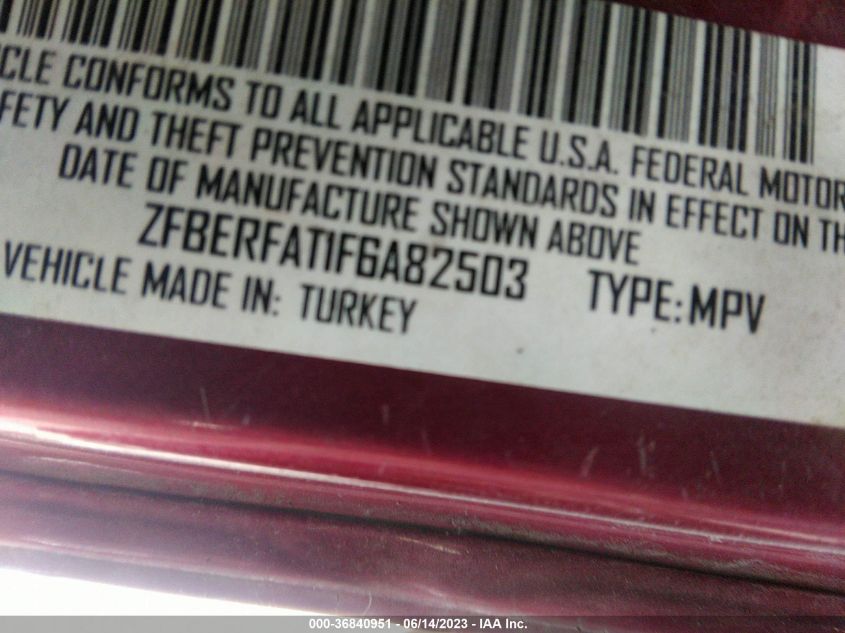 CLE CONFORMS TO ALL APPLICABLE U.S.A. FEDERAL MOTOR
FETY AND THEFT PREVENTION STANDARDS IN EFFECT ON TH
DATE OF MANUFACTURE SHOWN ABOVE
ZFBERFAT1F6A82503 TYPE: MPV
VEHICLE MADE IN: TURKEY
000-36840951 - 06/14/2023 - IAA Inc.